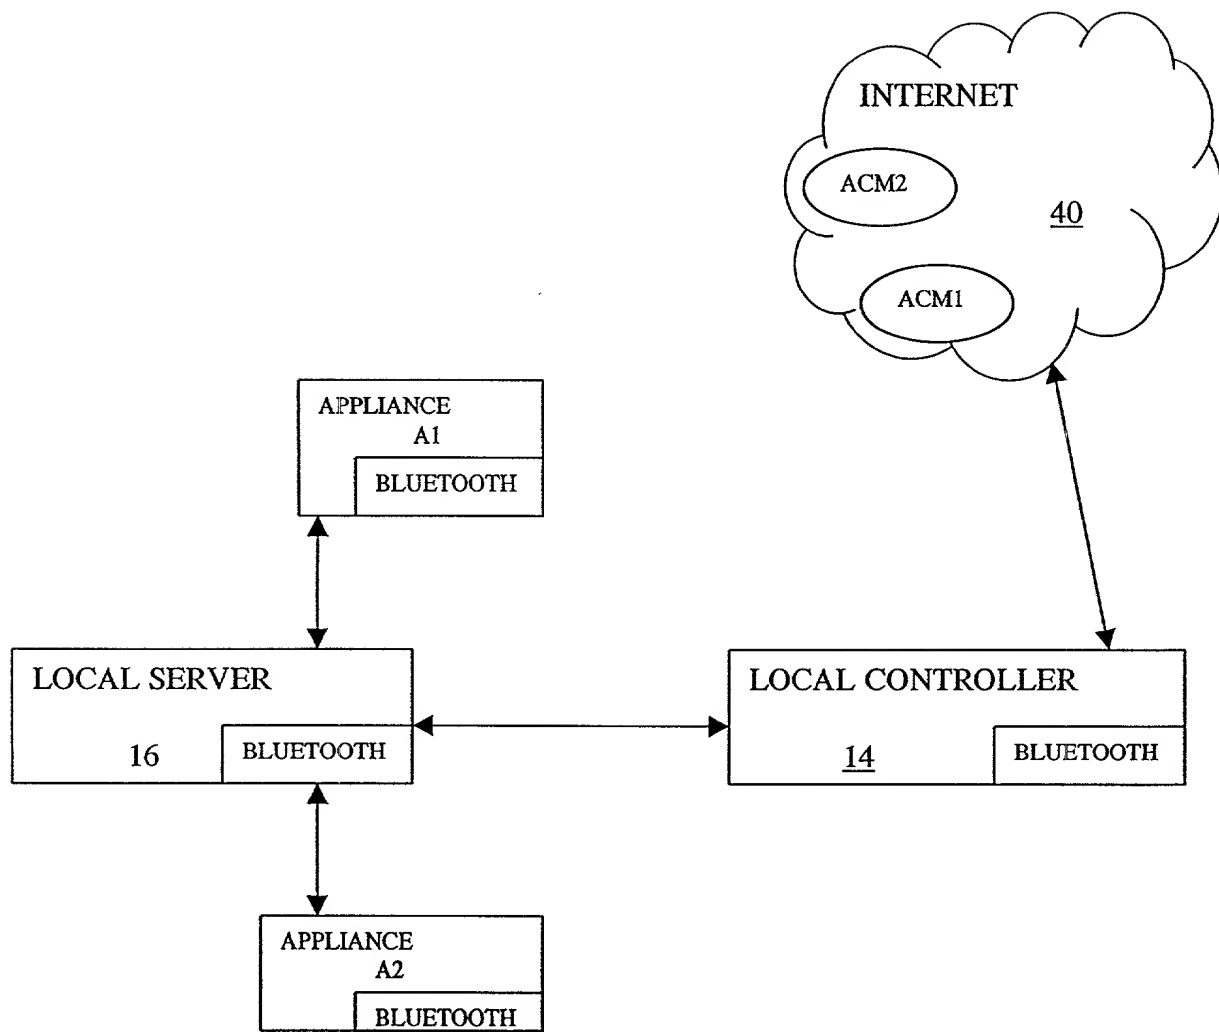 INTERNET
ACM2
40
ACM1
APPLIANCE
A1
BLUETOOTH
LOCAL SERVER
16
BLUETOOTH
LOCAL CONTROLLER
14
BLUETOOTH
APPLIANCE
A2
BLUETOOTH